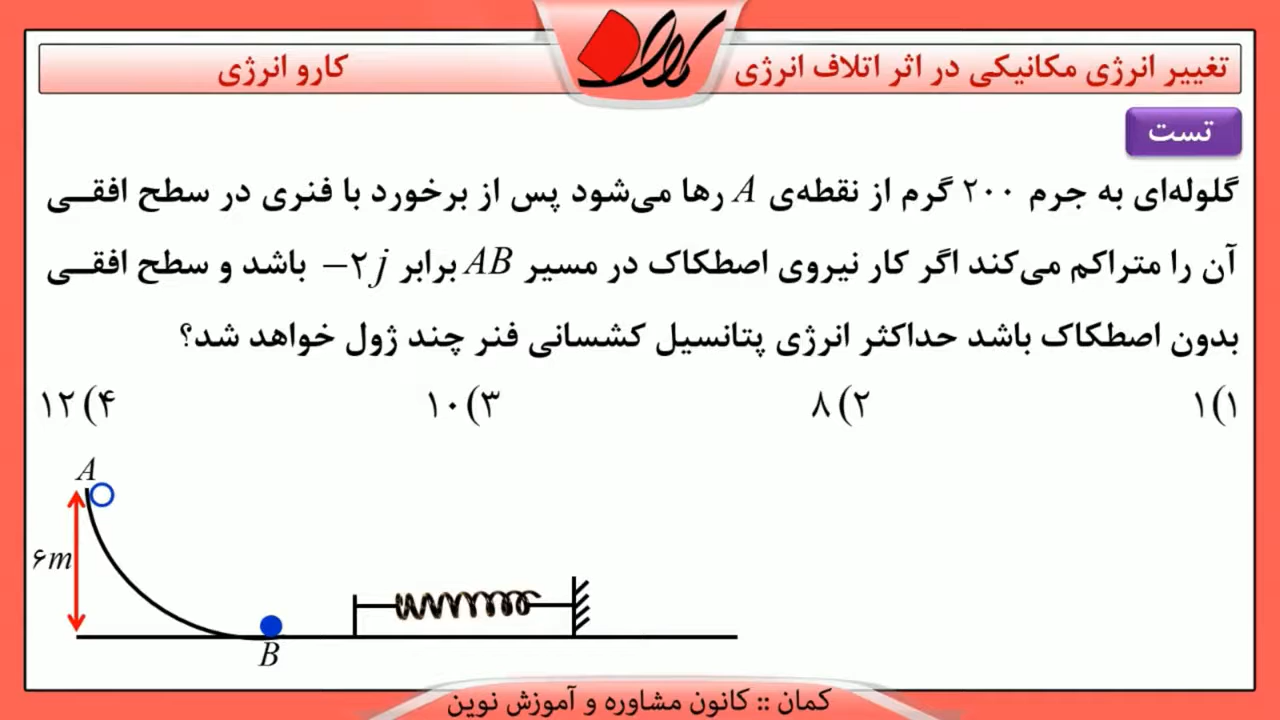 تغییر انرژی مکانیکی در اثر اتلاف انرژی
کارو انرژی
تست
گلوله‌ای به جرم ۲۰۰ گرم از نقطه‌ی A رها می‌شود پس از برخورد با فنری در سطح افقی
آن را متراکم می‌کند اگر کار نیروی اصطکاک در مسیر AB برابر −۲j باشد و سطح افقی
بدون اصطکاک باشد حداکثر انرژی پتانسیل کشسانی فنر چند ژول خواهد شد؟
۱) ۱ ۲) ۸ ۳) ۱۰ ۴) ۱۲
A
۶m
B
کمان :: کانون مشاوره و آموزش نوین